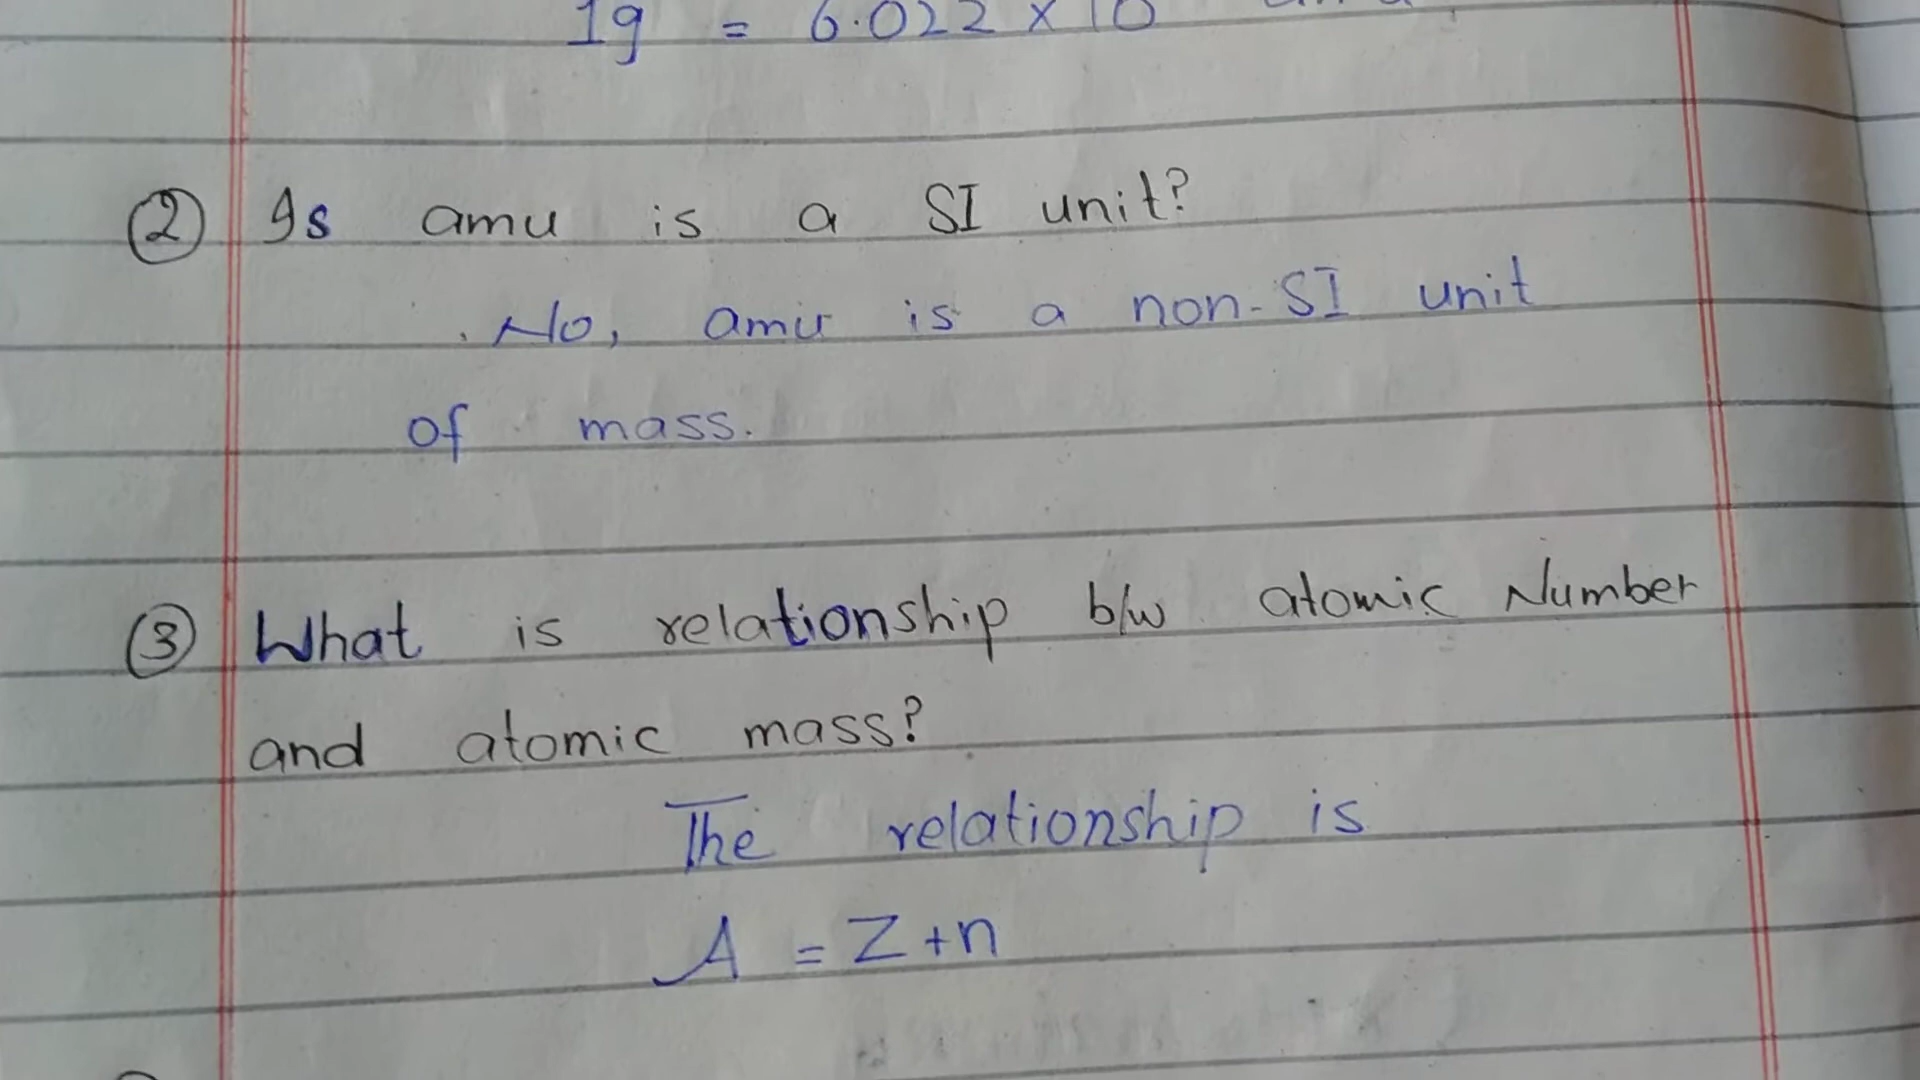 1g = 6.022 x 10
② Is amu is a SI unit?
No, amu is a non-SI unit
of mass.
③ What is relationship b/w atomic Number
and atomic mass?
The relationship is
A = Z+n